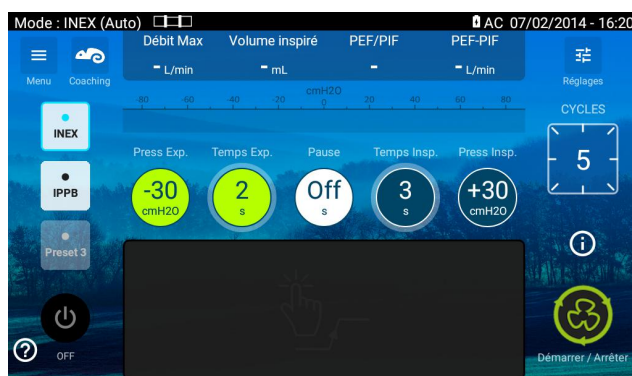 Mode : INEX (Auto) AC 07/02/2014 - 16:20
Débit Max Volume inspiré PEF/PIF PEF-PIF
- L/min - mL - - L/min
Menu Coaching Réglages
cmH2O
-80 -60 -40 -20 0 20 40 60 80
CYCLES
5
INEX
IPPB
Preset 3
Press Exp. Temps Exp. Pause Temps Insp. Press Insp.
-30 2 Off 3 +30
cmH2O s s s cmH2O
OFF
Démarrer / Arrêter